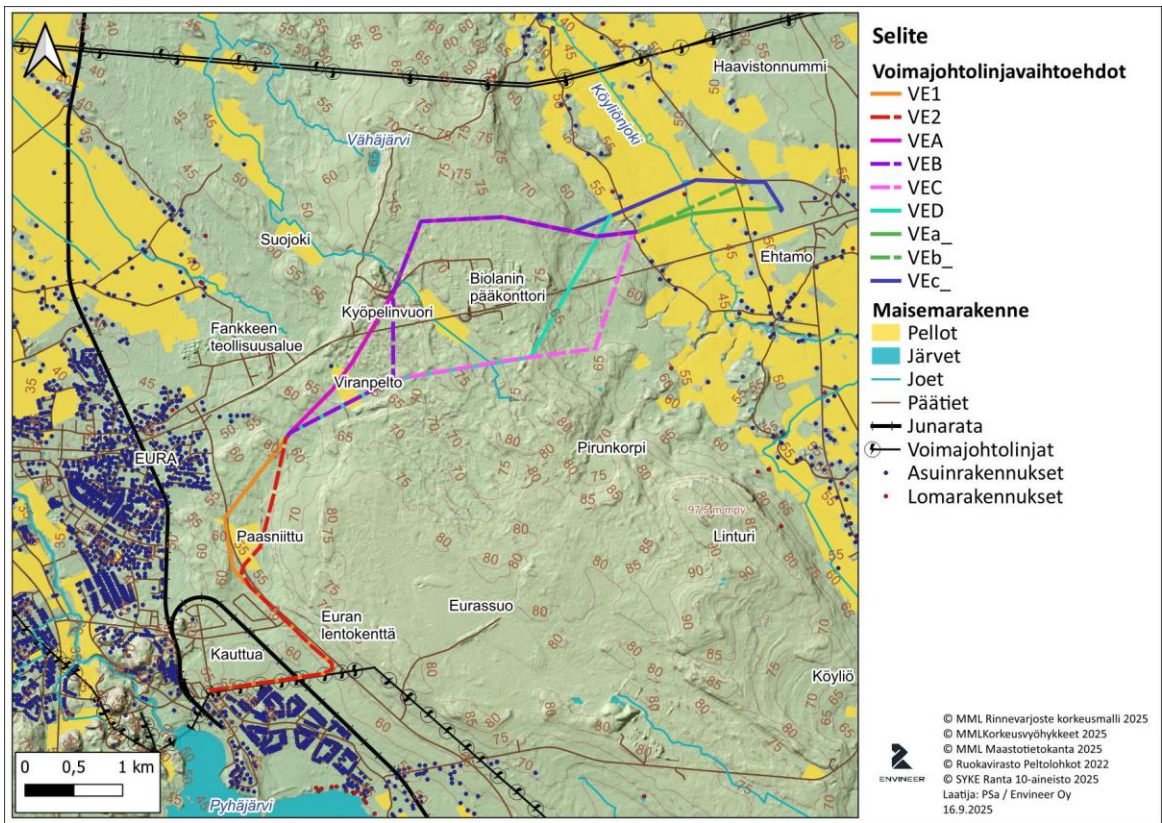 Haavistonnummi
Köyliönjoki
Vähäjärvi
Suojoki
Ehtamo
Biolanin
pääkonttori
Kyöpelinvuori
Fankkeen
teollisuusalue
Viranpelto
EURA
Pirunkorpi
97,5 m mpy
Linturi
Paasniittu
Eurassuo
Euran
lentokenttä
Kauttua
Köyliö
Pyhäjärvi
0 0,5 1 km
Selite
Voimajohtolinjavaihtoehdot
VE1
VE2
VEA
VEB
VEC
VED
VEa_
VEb_
VEc_
Maisemarakenne
Pellot
Järvet
Joet
Päätiet
Junarata
Voimajohtolinjat
Asuinrakennukset
Lomarakennukset
ENVINEER
© MML Rinnevarjoste korkeusmalli 2025
© MMLKorkeusvyöhykkeet 2025
© MML Maastotietokanta 2025
© Ruokavirasto Peltolohkot 2022
© SYKE Ranta 10-aineisto 2025
Laatija: PSa / Envineer Oy
16.9.2025